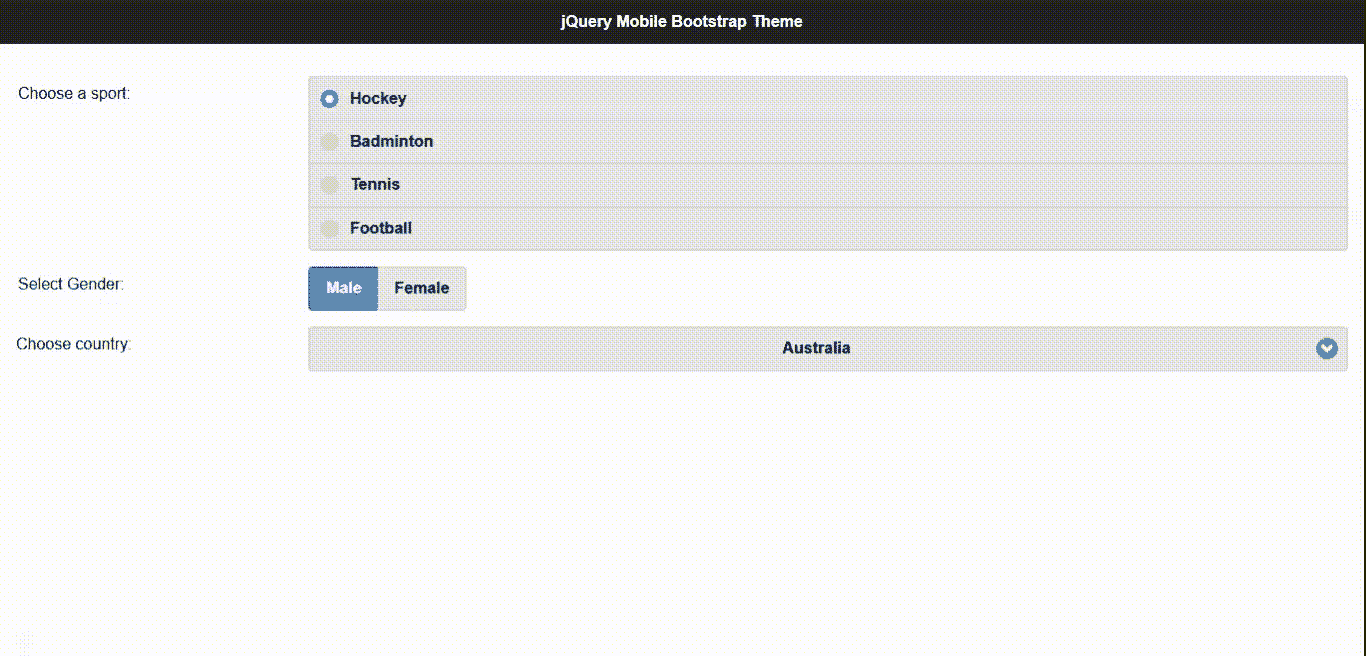 jQuery Mobile Bootstrap Theme
Choose a sport:
Hockey
Badminton
Tennis
Football
Select Gender:
Male Female
Choose country:
Australia